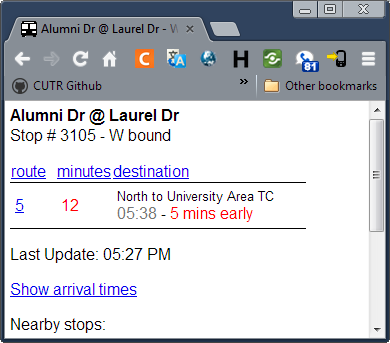 Alumni Dr @ Laurel Dr - W
CUTR Github
»
Other bookmarks
C
H
81
Alumni Dr @ Laurel Dr
Stop # 3105 - W bound
route minutes destination
5 12 North to University Area TC
05:38 - 5 mins early
Last Update: 05:27 PM
Show arrival times
Nearby stops: